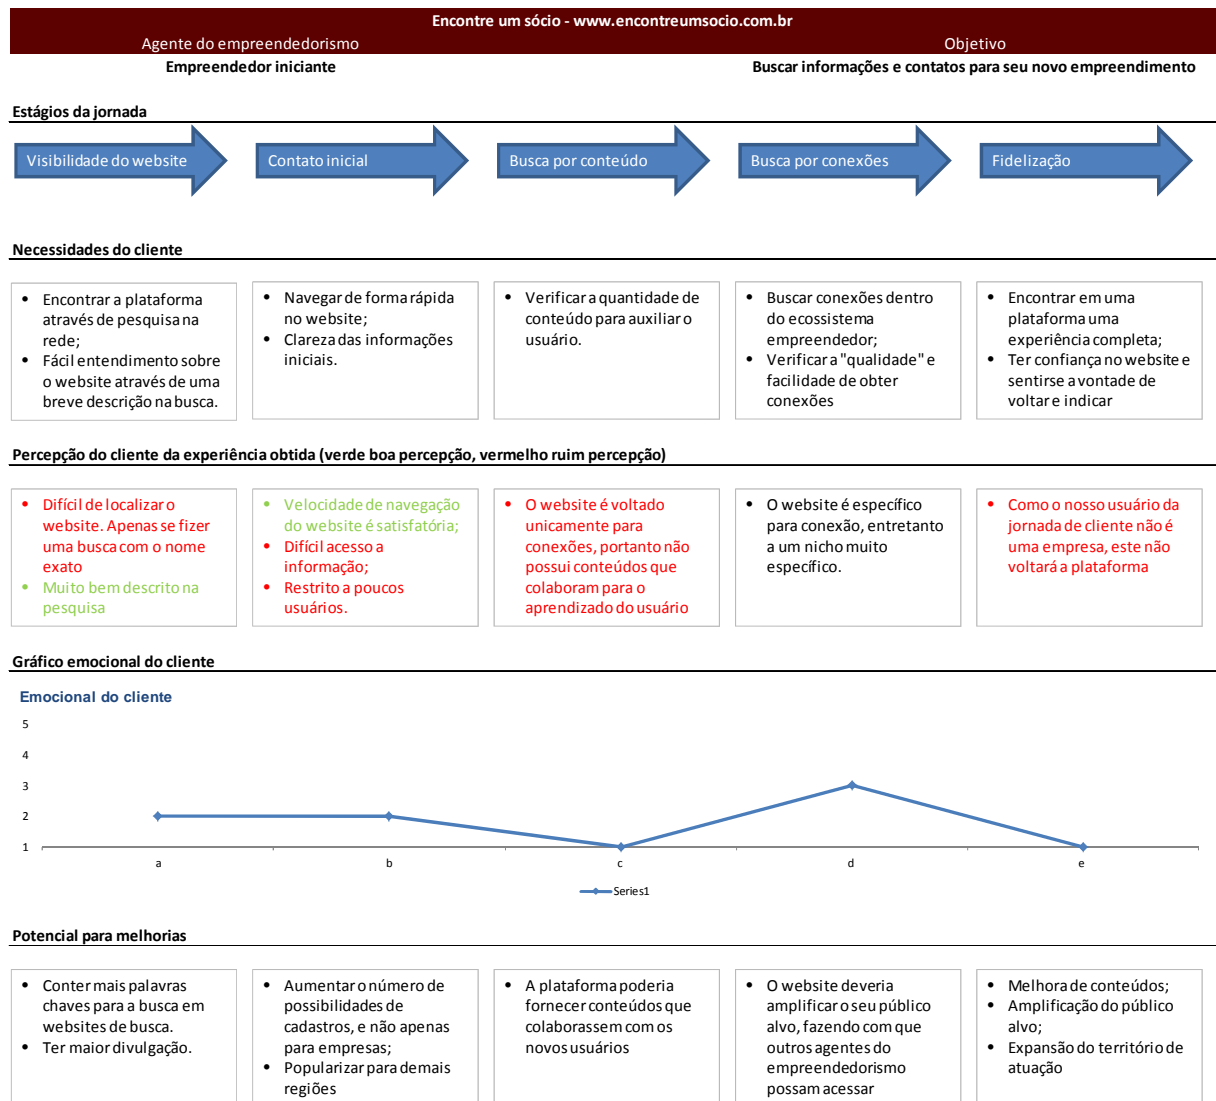 Encontre um sócio - www.encontreumsocio.com.br
Agente do empreendedorismo
Objetivo
Empreendedor iniciante
Buscar informações e contatos para seu novo empreendimento
Estágios da jornada
Visibilidade do website
Contato inicial
Busca por conteúdo
Busca por conexões
Fidelização
Necessidades do cliente
• Encontrar a plataforma
através de pesquisa na
rede;
• Fácil entendimento sobre
o website através de uma
breve descrição na busca.
• Navegar de forma rápida
no website;
• Clareza das informações
iniciais.
• Verificar a quantidade de
conteúdo para auxiliar o
usuário.
• Buscar conexões dentro
do ecossistema
empreendedor;
• Verificar a "qualidade" e
facilidade de obter
conexões
• Encontrar em uma
plataforma uma
experiência completa;
• Ter confiança no website e
sentirse a vontade de
voltar e indicar
Percepção do cliente da experiência obtida (verde boa percepção, vermelho ruim percepção)
• Difícil de localizar o
website. Apenas se fizer
uma busca com o nome
exato
• Muito bem descrito na
pesquisa
• Velocidade de navegação
do website é satisfatória;
• Difícil acesso a
informação;
• Restrito a poucos
usuários.
• O website é voltado
unicamente para
conexões, portanto não
possui conteúdos que
colaboram para o
aprendizado do usuário
• O website é específico
para conexão, entretanto
a um nicho muito
específico.
• Como o nosso usuário da
jornada de cliente não é
uma empresa, este não
voltará a plataforma
Gráfico emocional do cliente
Emocional do cliente
5
4
3
2
1
a
b
c
d
e
Series1
Potencial para melhorias
• Conter mais palavras
chaves para a busca em
websites de busca.
• Ter maior divulgação.
• Aumentar o número de
possibilidades de
cadastros, e não apenas
para empresas;
• Popularizar para demais
regiões
• A plataforma poderia
fornecer conteúdos que
colaborassem com os
novos usuários
• O website deveria
amplificar o seu público
alvo, fazendo com que
outros agentes do
empreendedorismo
possam acessar
• Melhora de conteúdos;
• Amplificação do público
alvo;
• Expansão do território de
atuação